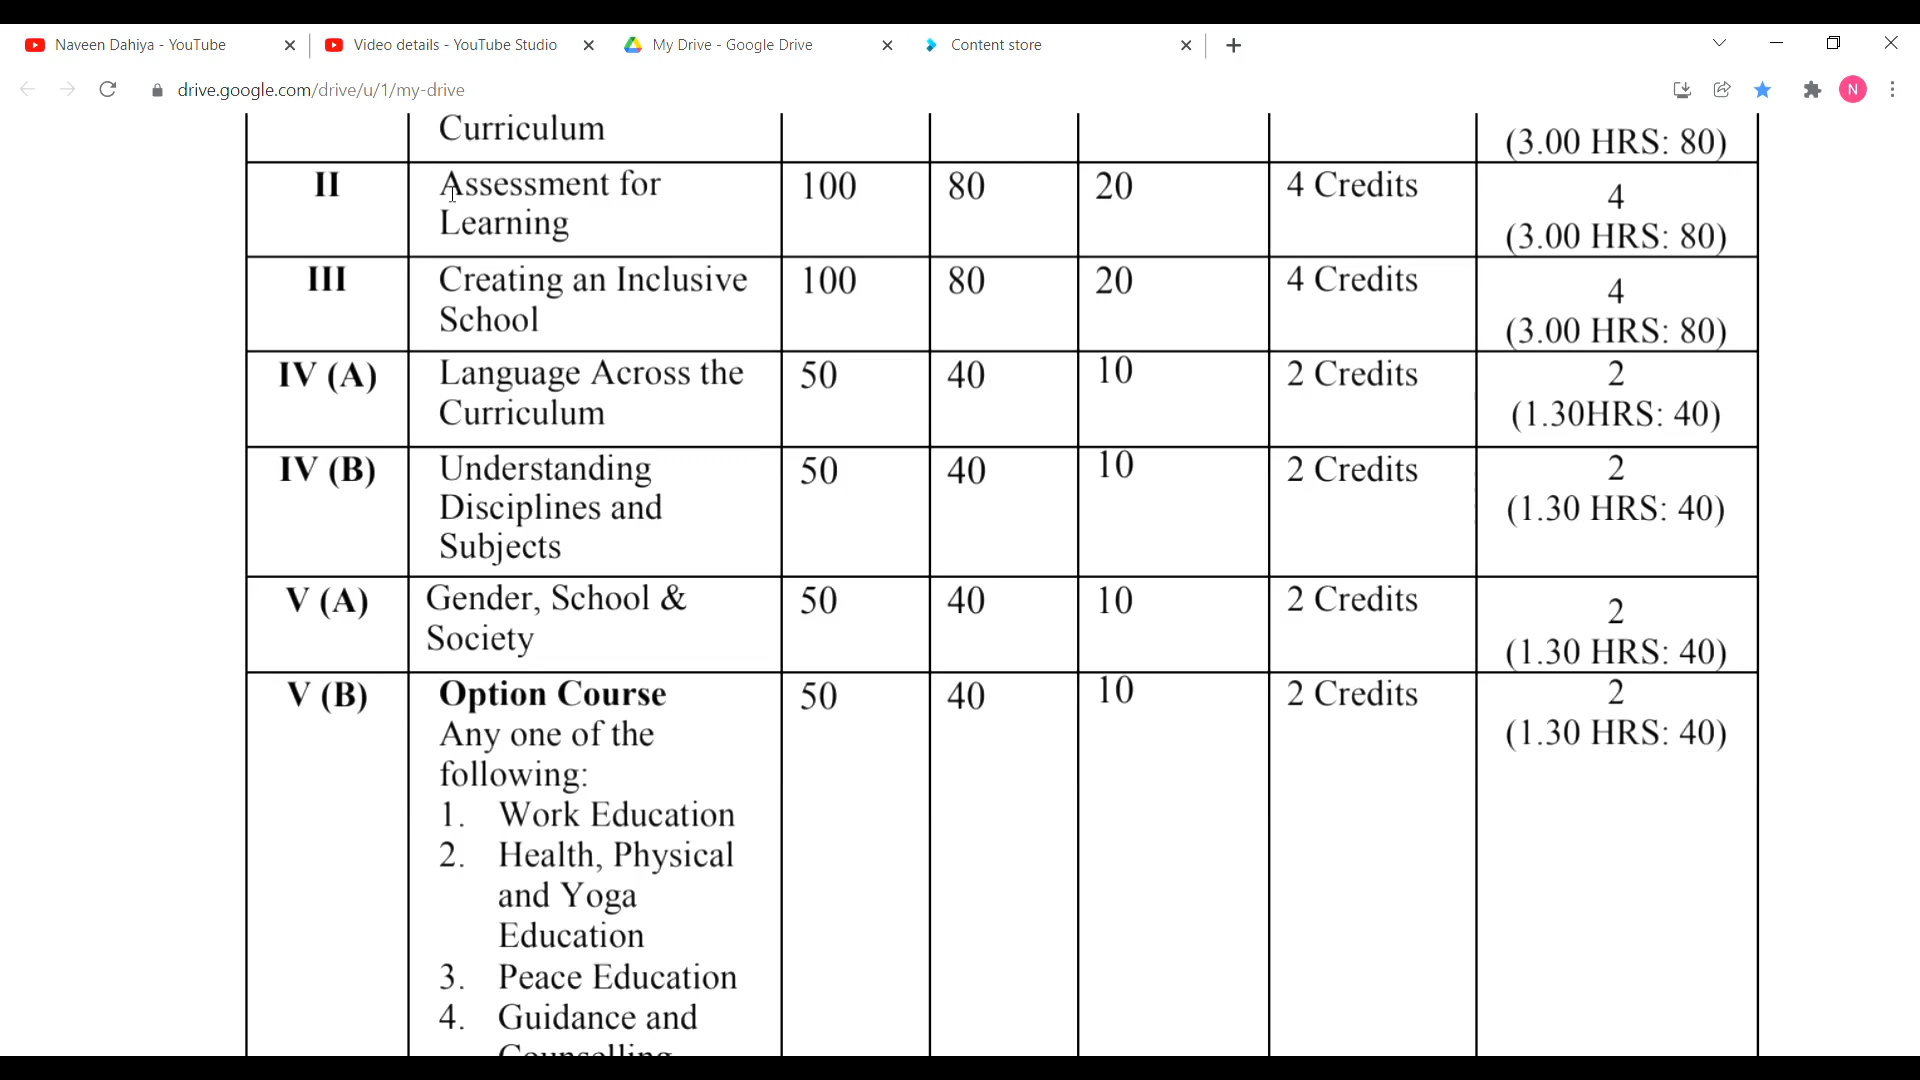 Naveen Dahiya - YouTube
Video details - YouTube Studio
My Drive - Google Drive
Content store
drive.google.com/drive/u/1/my-drive
N
Curriculum
(3.00 HRS: 80)
II
Assessment for
Learning
100
80
20
4 Credits
4
(3.00 HRS: 80)
III
Creating an Inclusive
School
100
80
20
4 Credits
4
(3.00 HRS: 80)
IV (A)
Language Across the
Curriculum
50
40
10
2 Credits
2
(1.30HRS: 40)
IV (B)
Understanding
Disciplines and
Subjects
50
40
10
2 Credits
2
(1.30 HRS: 40)
V (A)
Gender, School &
Society
50
40
10
2 Credits
2
(1.30 HRS: 40)
V (B)
Option Course
Any one of the
following:
1. Work Education
2. Health, Physical
and Yoga
Education
3. Peace Education
4. Guidance and
Counselling
50
40
10
2 Credits
2
(1.30 HRS: 40)